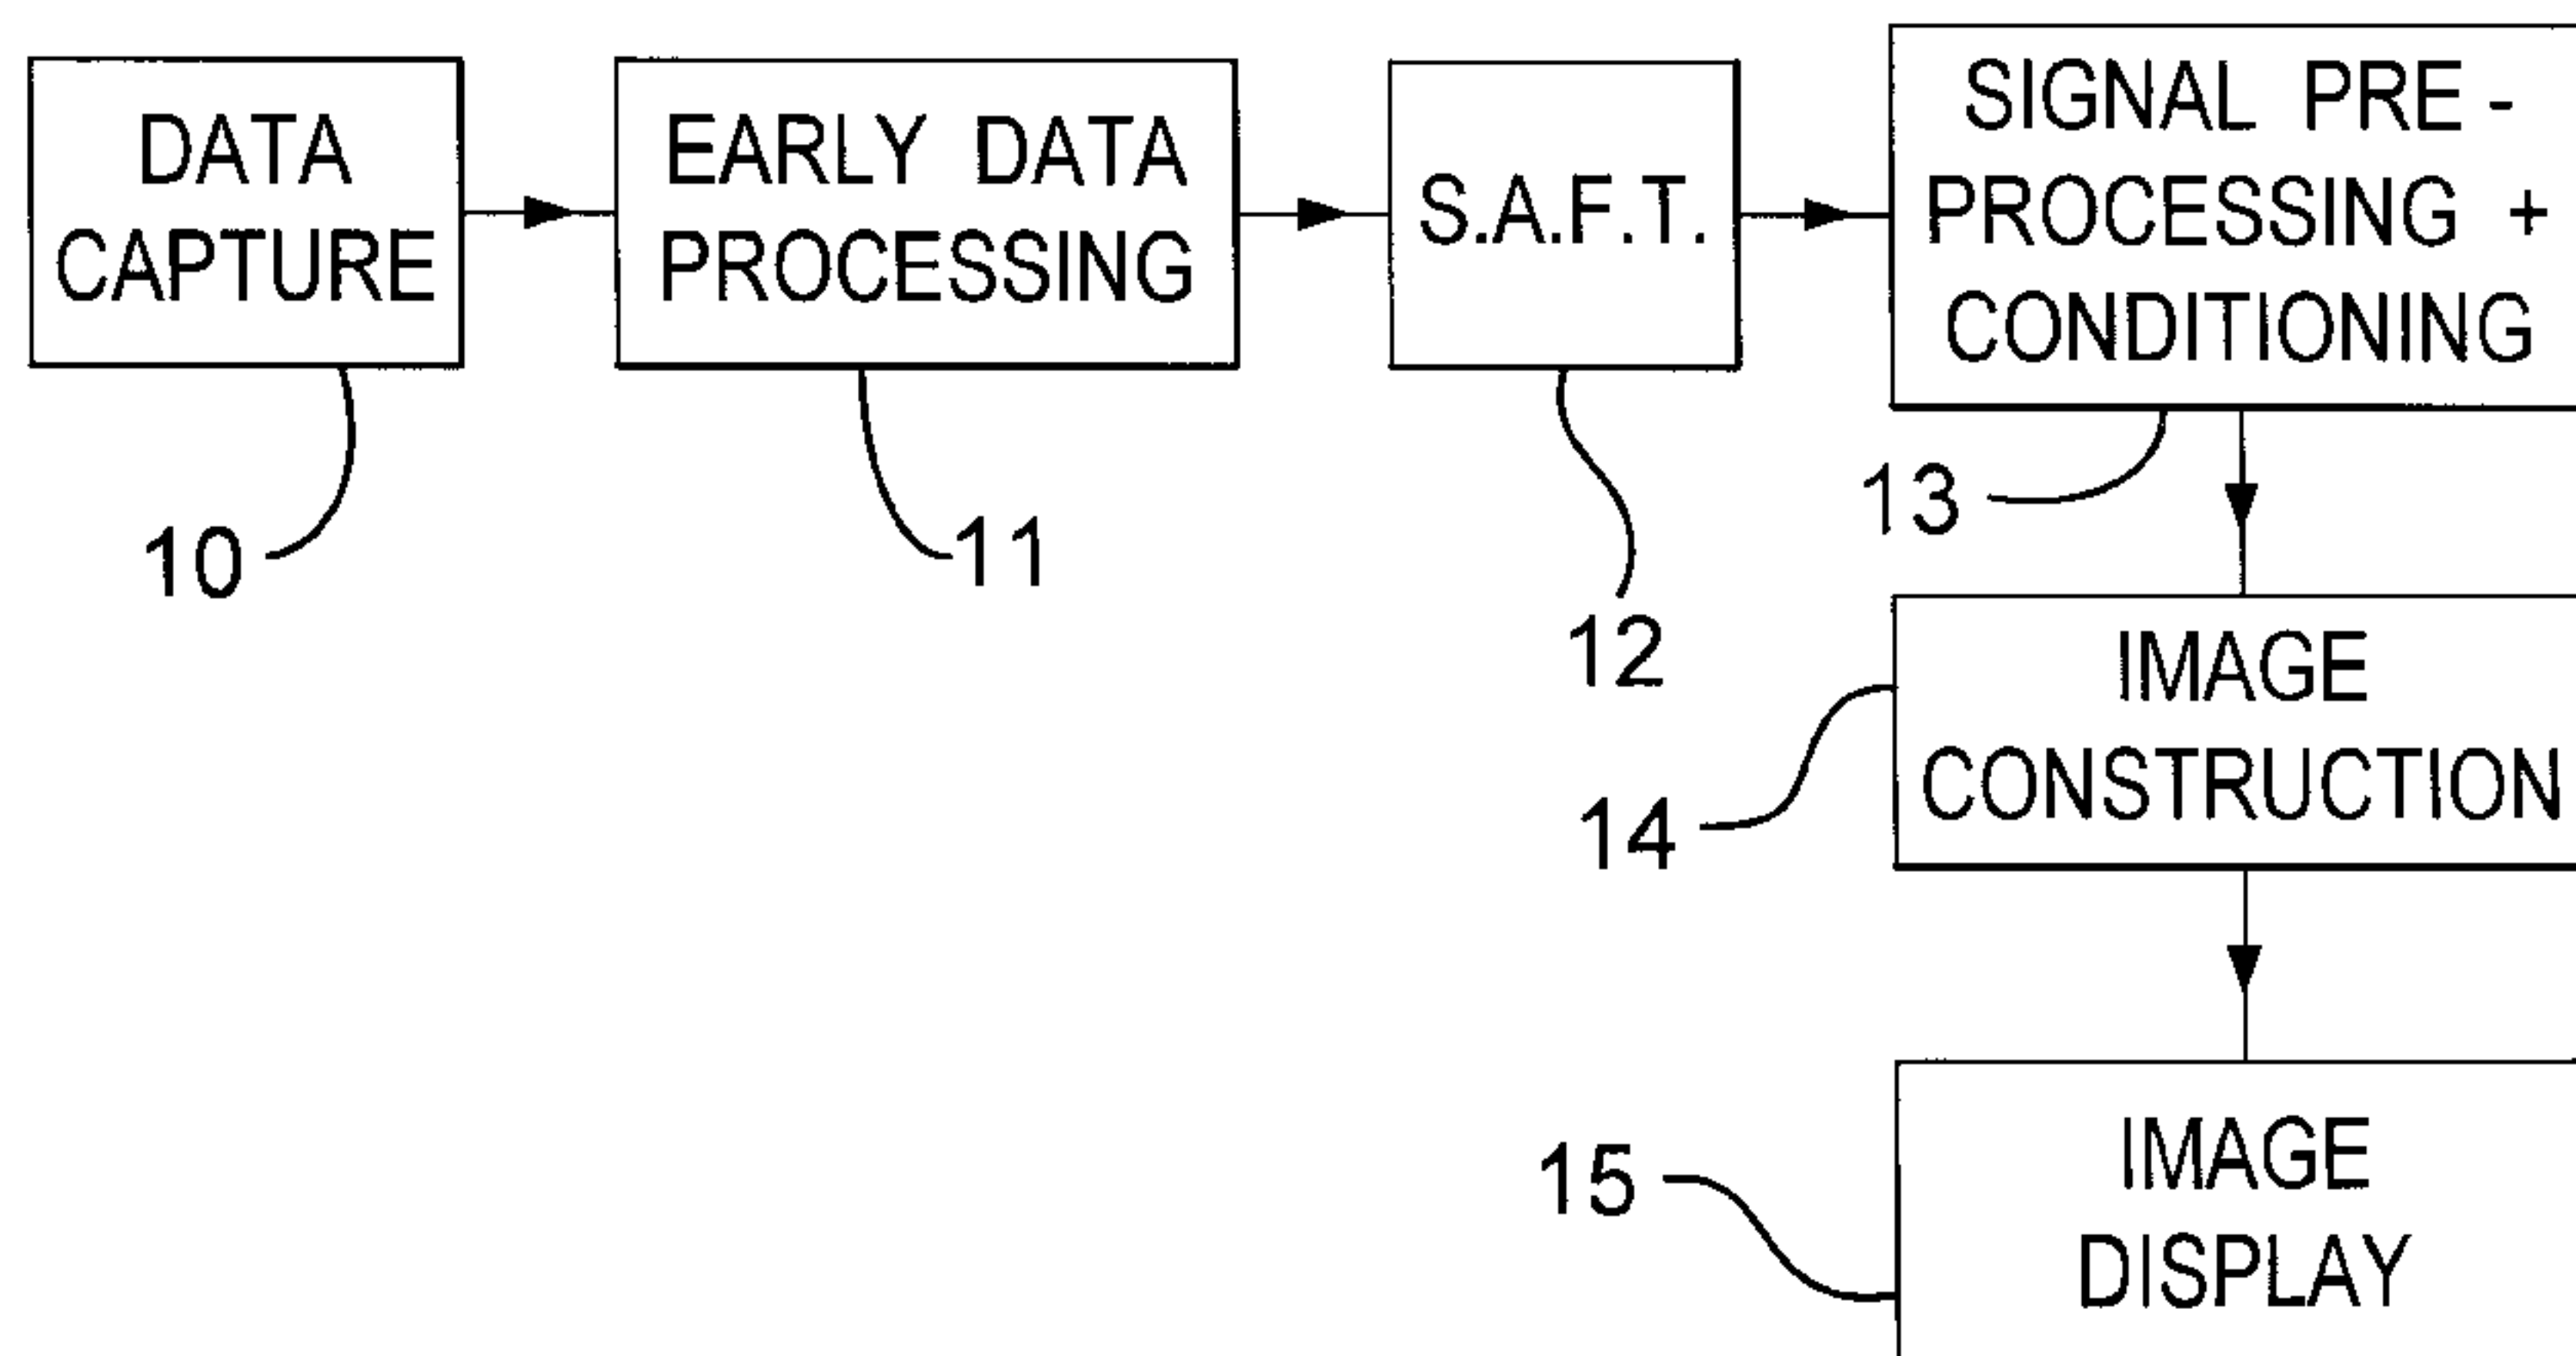 DATA
CAPTURE
EARLY DATA
PROCESSING
S.A.F.T.
SIGNAL PRE -
PROCESSING +
CONDITIONING
10
11
12
13
IMAGE
CONSTRUCTION
14
IMAGE
DISPLAY
15